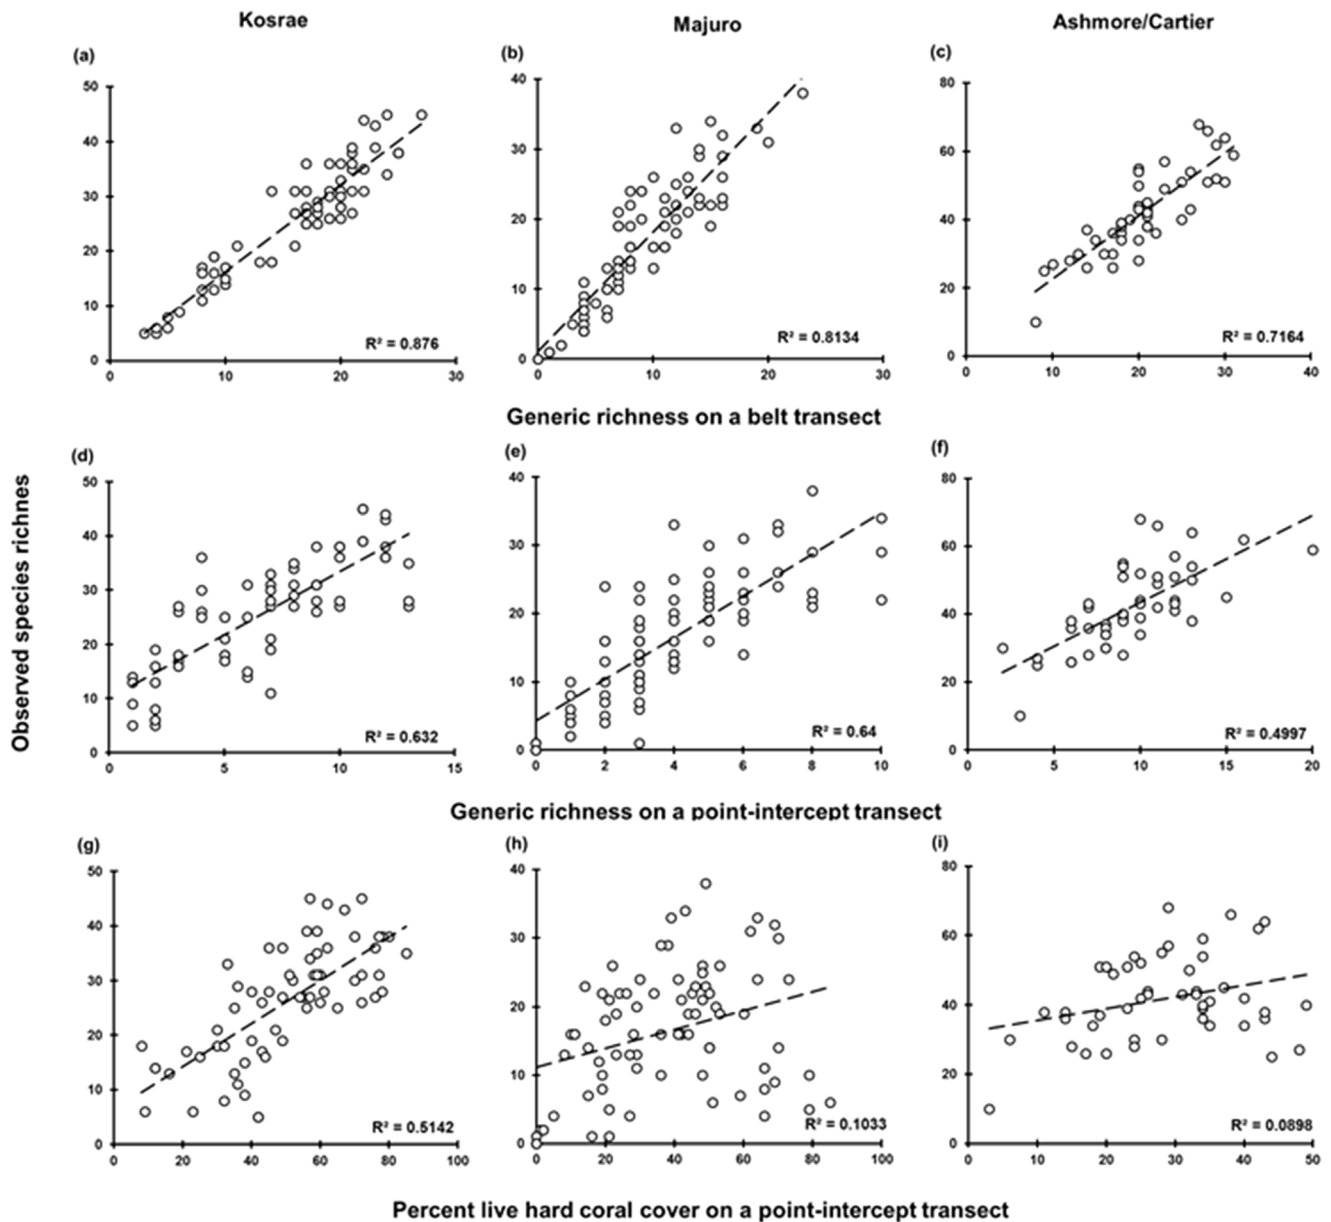 Kosrae
Majuro
Ashmore/Cartier
(a)
(b)
(c)
50
40
30
20
10
0
0 10 20 30
R² = 0.876
40
30
20
10
0
0 10 20 30
R² = 0.8134
80
60
40
20
0
0 10 20 30 40
R² = 0.7164
Generic richness on a belt transect
Observed species richnes
(d)
(e)
(f)
50
40
30
20
10
0
0 5 10 15
R² = 0.632
40
30
20
10
0
0 2 4 6 8 10
R² = 0.64
80
60
40
20
0
0 5 10 15 20
R² = 0.4997
Generic richness on a point-intercept transect
(g)
(h)
(i)
50
40
30
20
10
0
0 20 40 60 80 100
R² = 0.5142
40
30
20
10
0
0 20 40 60 80 100
R² = 0.1033
80
60
40
20
0
0 10 20 30 40 50
R² = 0.0898
Percent live hard coral cover on a point-intercept transect